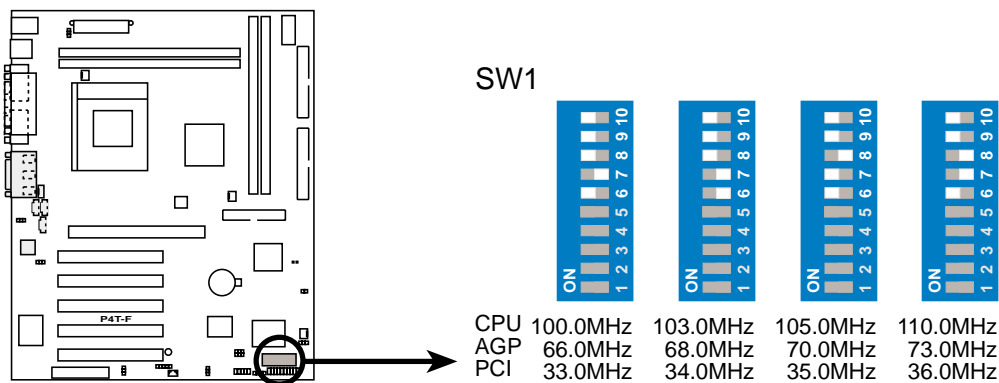 SW1
ON 1 2 3 4 5 6 7 8 9 10
ON 1 2 3 4 5 6 7 8 9 10
ON 1 2 3 4 5 6 7 8 9 10
ON 1 2 3 4 5 6 7 8 9 10
P4T-F
CPU 100.0MHz 103.0MHz 105.0MHz 110.0MHz
AGP 66.0MHz 68.0MHz 70.0MHz 73.0MHz
PCI 33.0MHz 34.0MHz 35.0MHz 36.0MHz